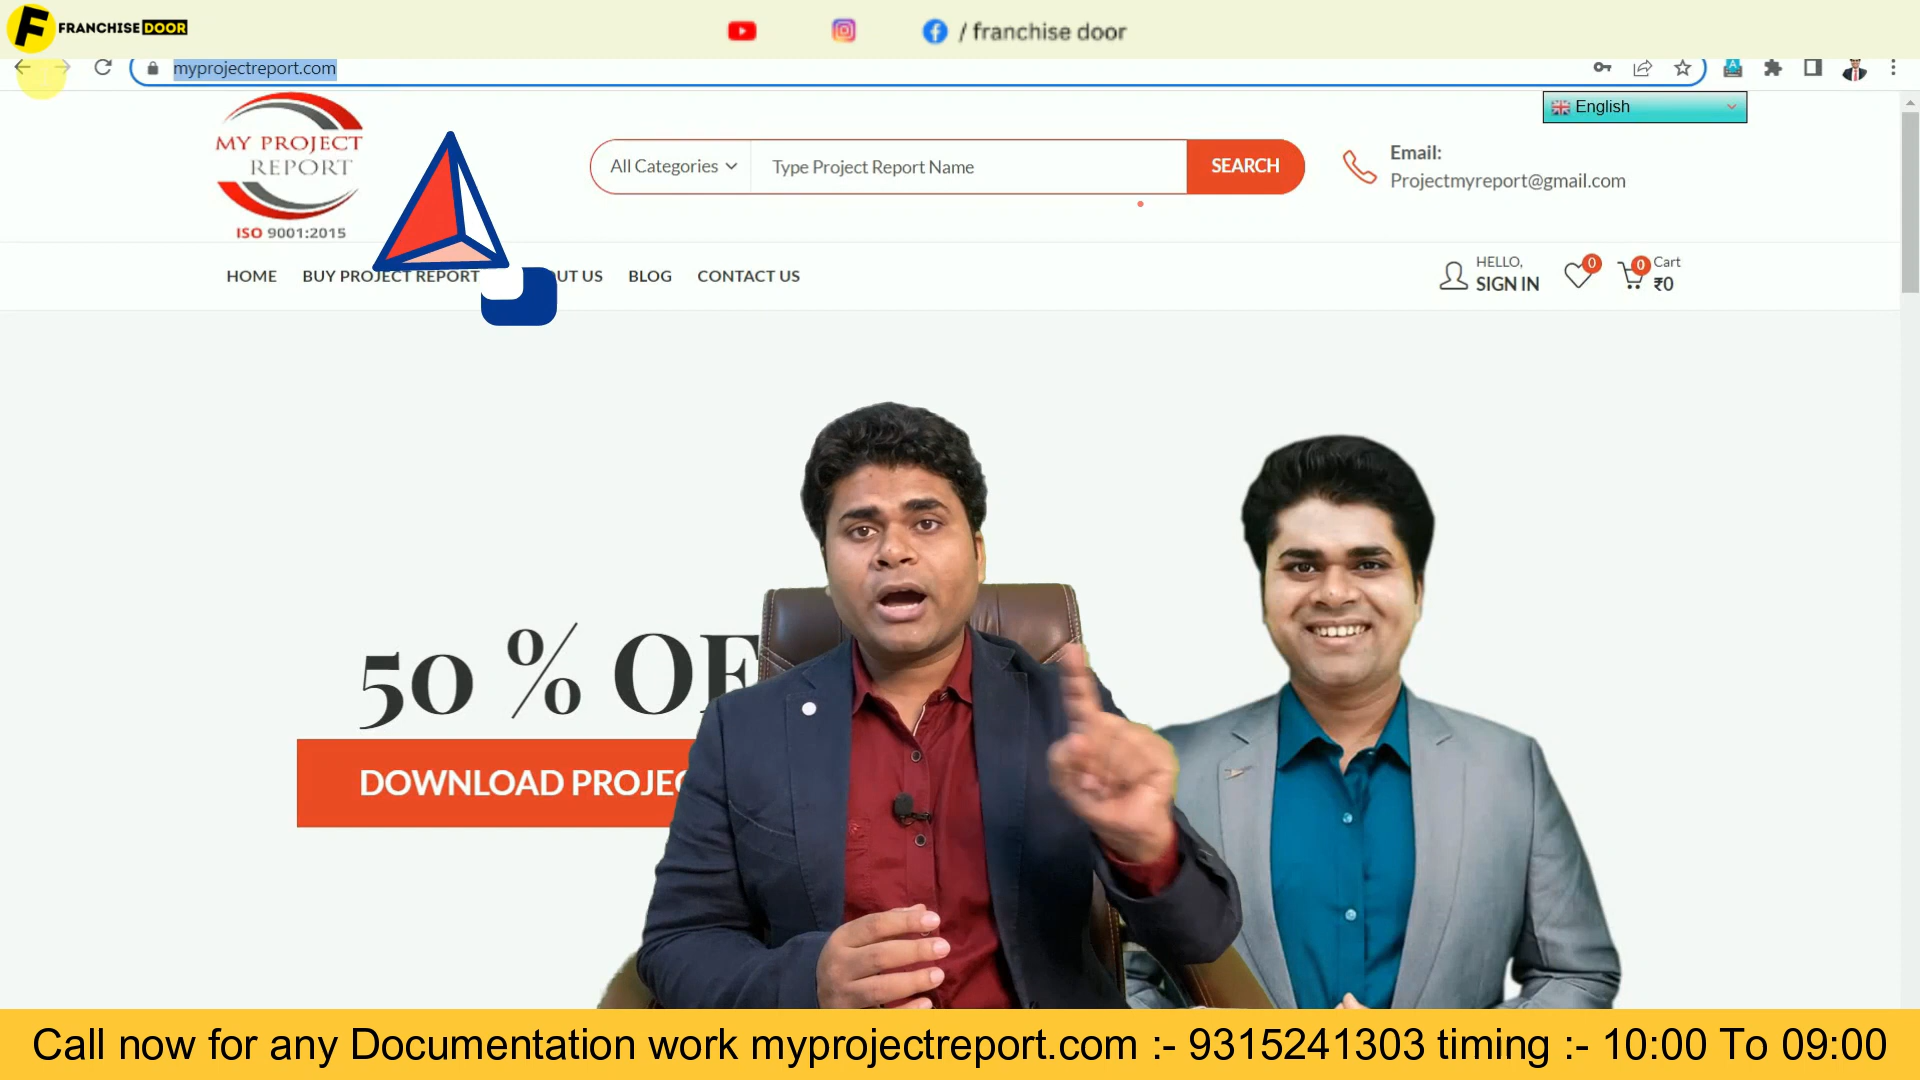 FRANCHISE DOOR
/ franchise door
myprojectreport.com
English
MY PROJECT
REPORT
ISO 9001:2015
All Categories
Type Project Report Name
SEARCH
Email:
Projectmyreport@gmail.com
HOME
BUY PROJECT REPORT
UT US
BLOG
CONTACT US
HELLO,
SIGN IN
0
0
Cart
₹0
50 % OF
DOWNLOAD PROJEC
Call now for any Documentation work myprojectreport.com :- 9315241303 timing :- 10:00 To 09:00